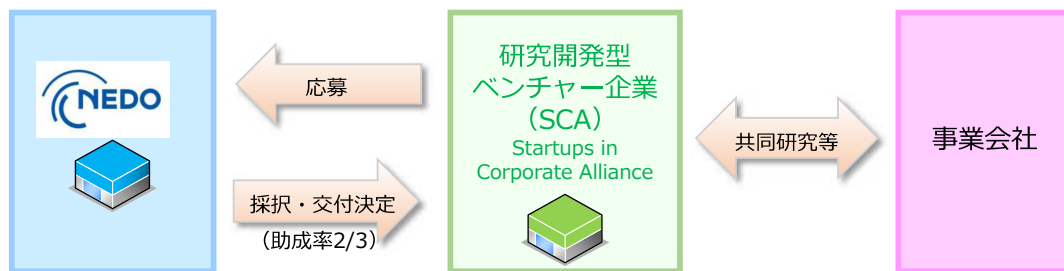 NEDO
応募
採択・交付決定
（助成率2/3）
研究開発型
ベンチャー企業
（SCA）
Startups in
Corporate Alliance
共同研究等
事業会社